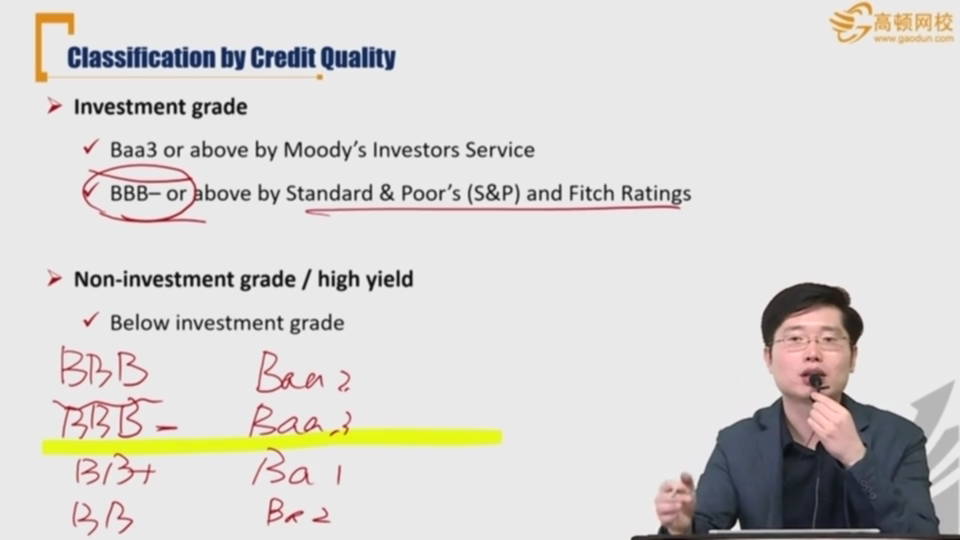 高顿网校
www.gaodun.com
Classification by Credit Quality
Investment grade
Baa3 or above by Moody's Investors Service
BBB– or above by Standard & Poor's (S&P) and Fitch Ratings
Non-investment grade / high yield
Below investment grade
BBB Baa2
BBB- Baa3
BB+ Ba1
BB Ba2